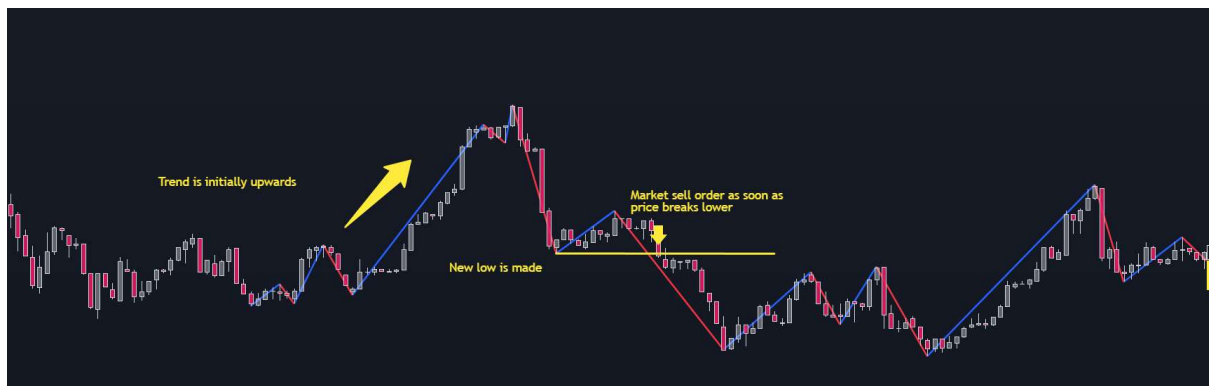 Trend is initially upwards
Market sell order as soon as
price breaks lower
New low is made